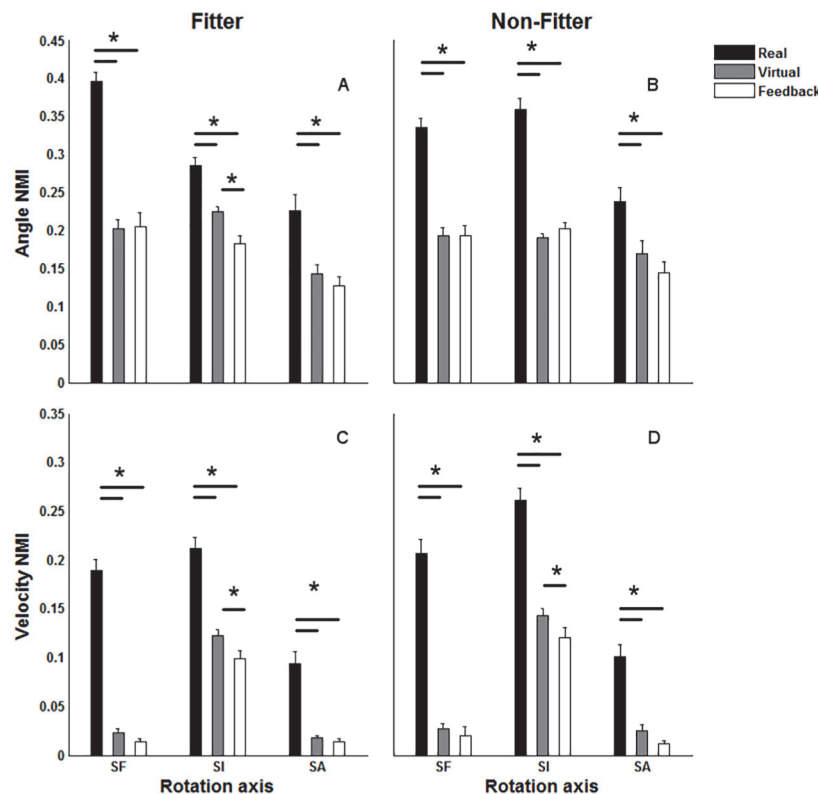 Fitter
Non-Fitter
Real
Virtual
Feedback
Angle NMI
0.45
0.4
0.35
0.3
0.25
0.2
0.15
0.1
0.05
0
A
*
*
*
*
B
*
*
*
Velocity NMI
0.35
0.3
0.25
0.2
0.15
0.1
0.05
0
C
*
*
*
*
D
*
*
*
*
SF
SI
SA
SF
SI
SA
Rotation axis
Rotation axis